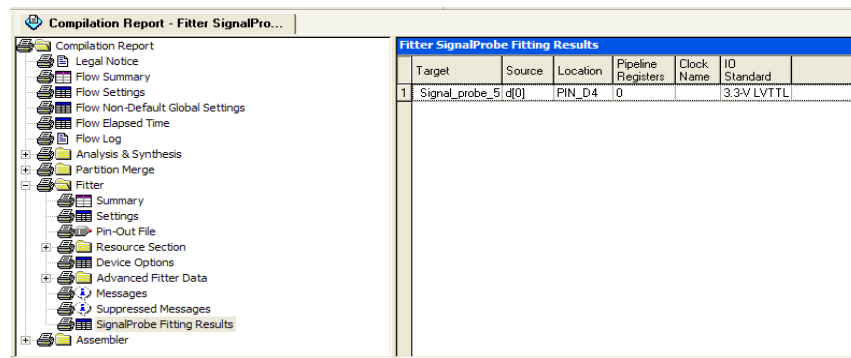 Compilation Report - Fitter SignalPro...
Compilation Report
Legal Notice
Flow Summary
Flow Settings
Flow Non-Default Global Settings
Flow Elapsed Time
Flow Log
Analysis & Synthesis
Partition Merge
Fitter
Summary
Settings
Pin-Out File
Resource Section
Device Options
Advanced Fitter Data
Messages
Suppressed Messages
SignalProbe Fitting Results
Assembler
Fitter SignalProbe Fitting Results
Target Source Location Pipeline Registers Clock Name IO Standard
1 Signal_probe_5 d[0] PIN_D4 0 3.3-V LVTTL